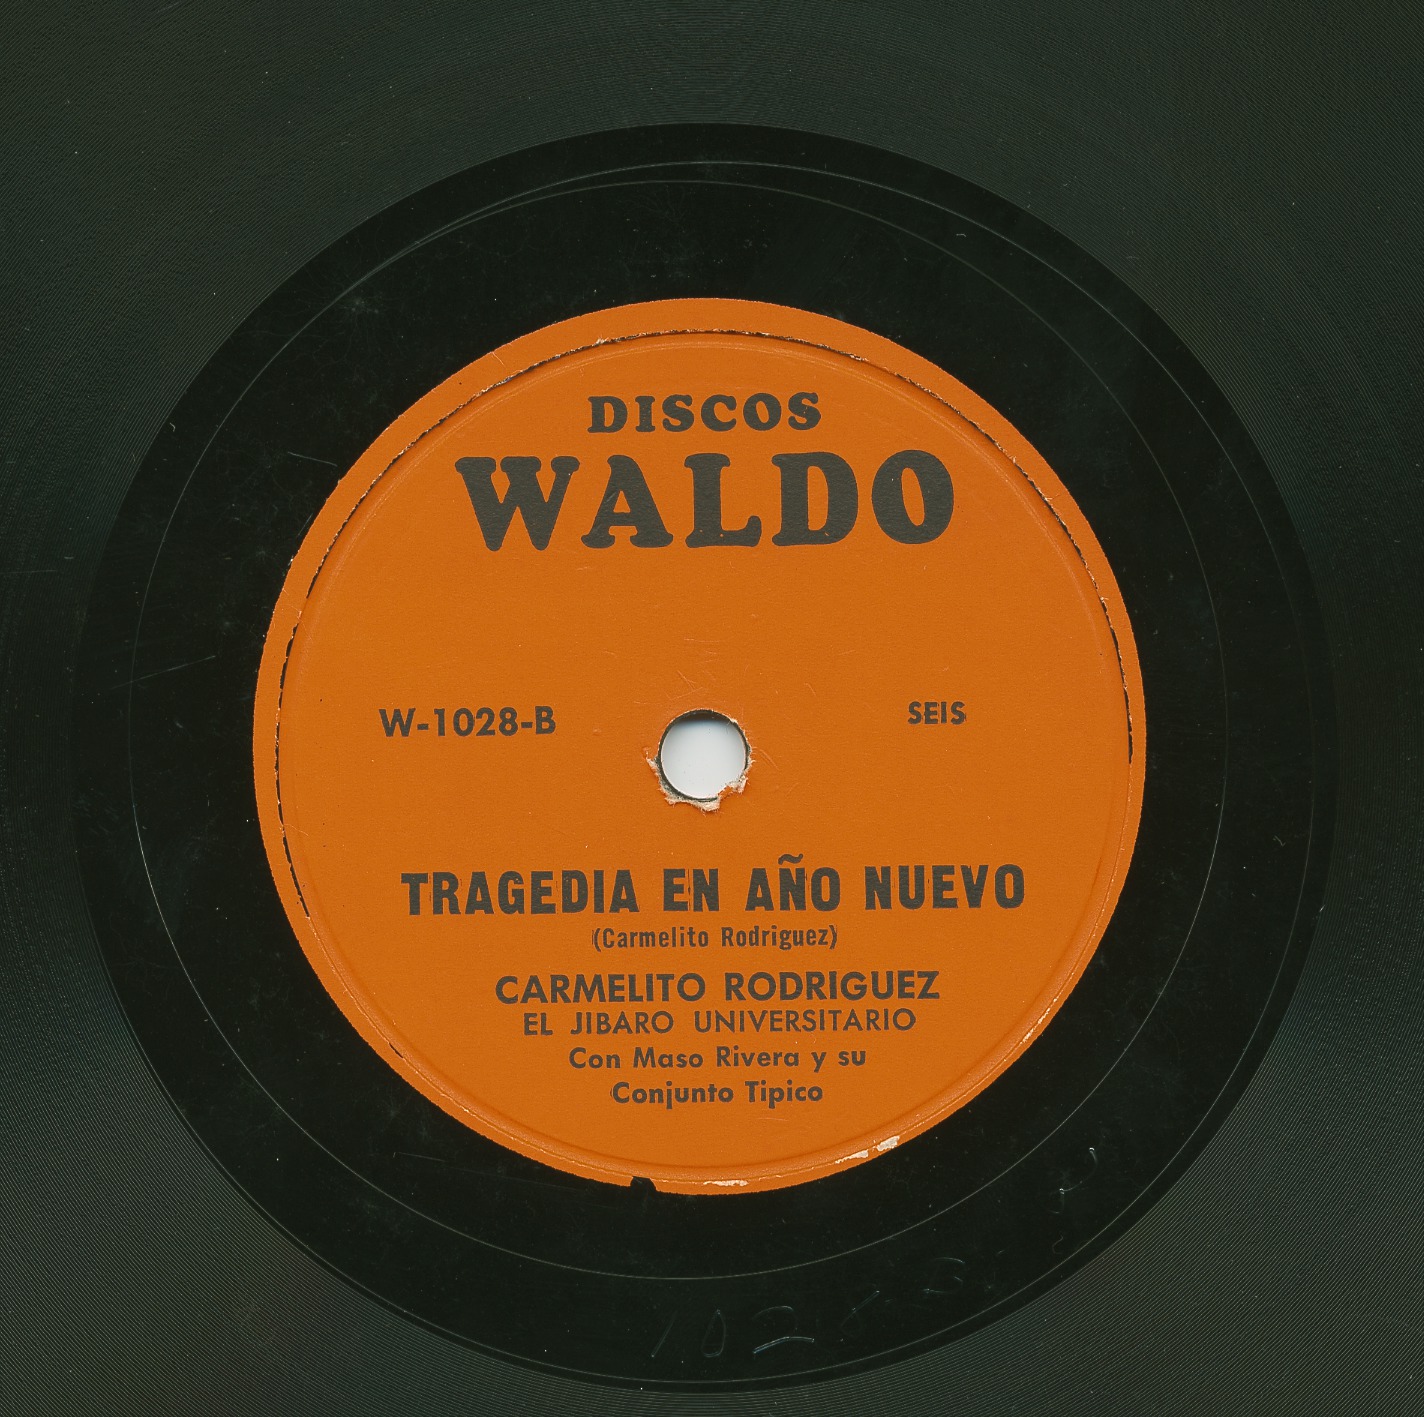 DISCOS
WALDO
W-1028-B
SEIS
TRAGEDIA EN AÑO NUEVO
(Carmelito Rodriguez)
CARMELITO RODRIGUEZ
EL JIBARO UNIVERSITARIO
Con Maso Rivera y su
Conjunto Tipico